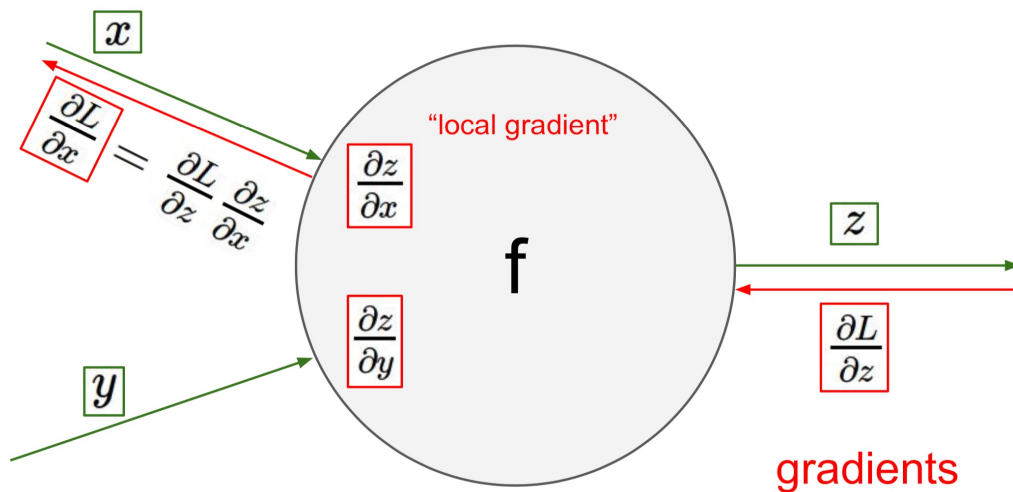 x
∂L/∂x = ∂L/∂z ∂z/∂x
“local gradient”
∂z/∂x
f
z
∂z/∂y
∂L/∂z
y
gradients